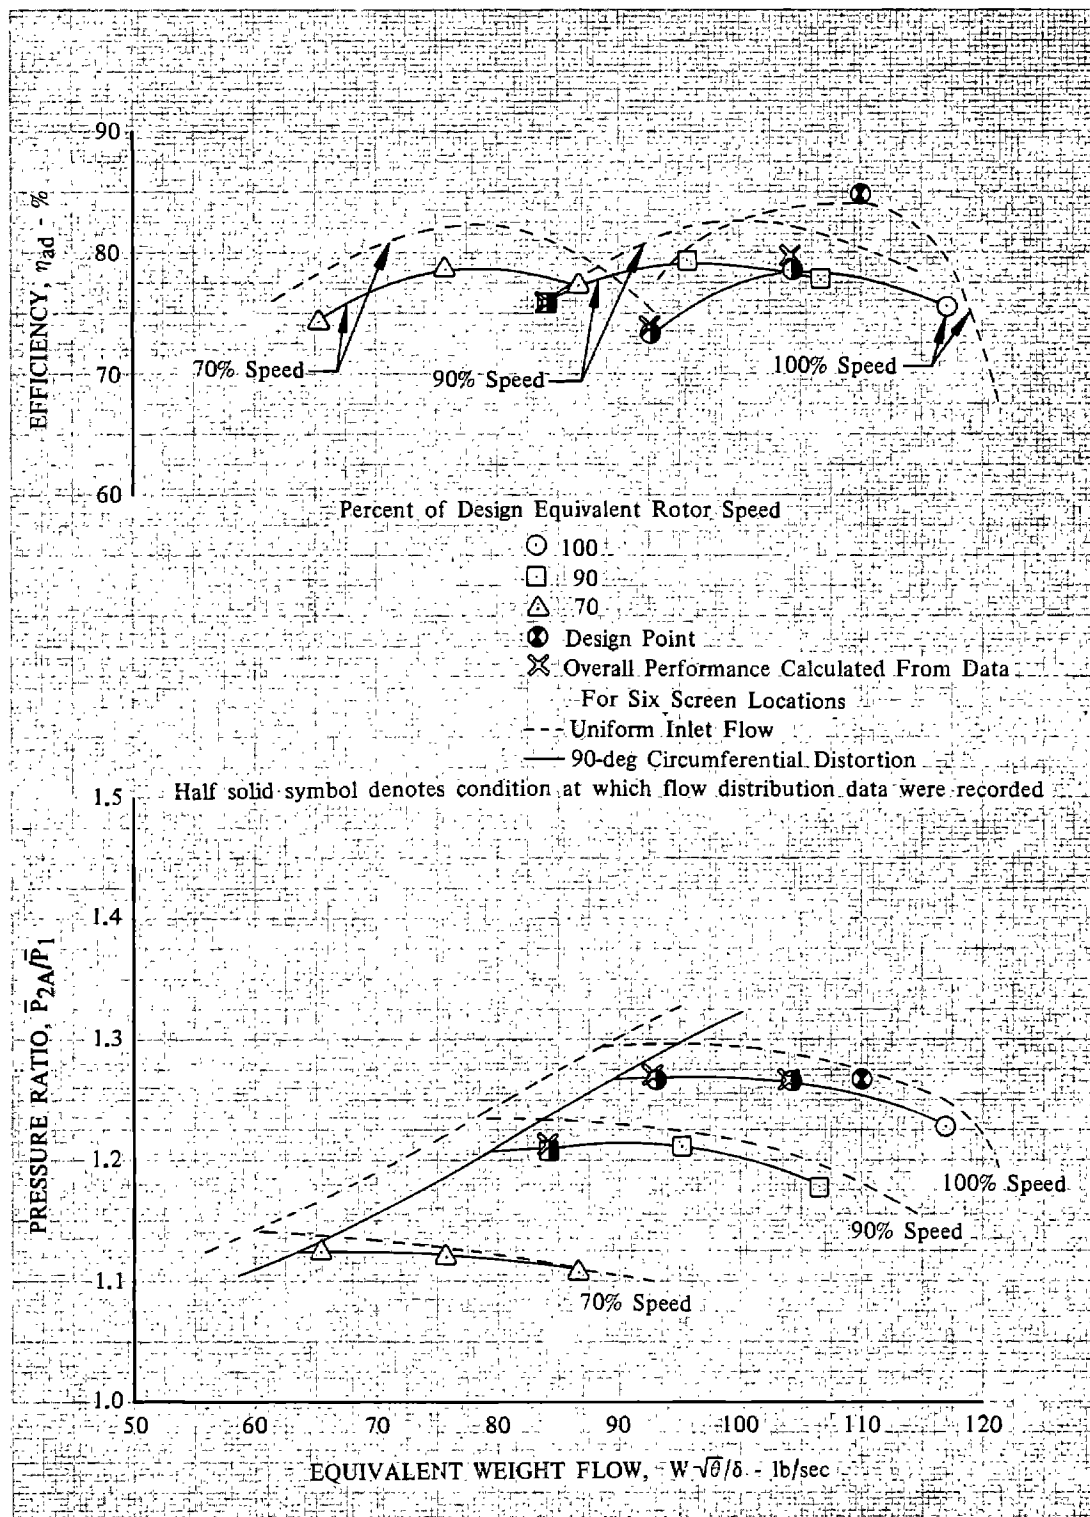 90
80
70
60
EFFICIENCY, ηad - %
70% Speed
90% Speed
100% Speed
Percent of Design Equivalent Rotor Speed
100
90
70
Design Point
Overall Performance Calculated From Data
For Six Screen Locations
Uniform Inlet Flow
90-deg Circumferential Distortion
Half solid symbol denotes condition at which flow distribution data were recorded
1.5
1.4
1.3
1.2
1.1
1.0
PRESSURE RATIO, P̅2A/P̅1
100% Speed
90% Speed
70% Speed
50 60 70 80 90 100 110 120
EQUIVALENT WEIGHT FLOW, W√θ/δ - lb/sec